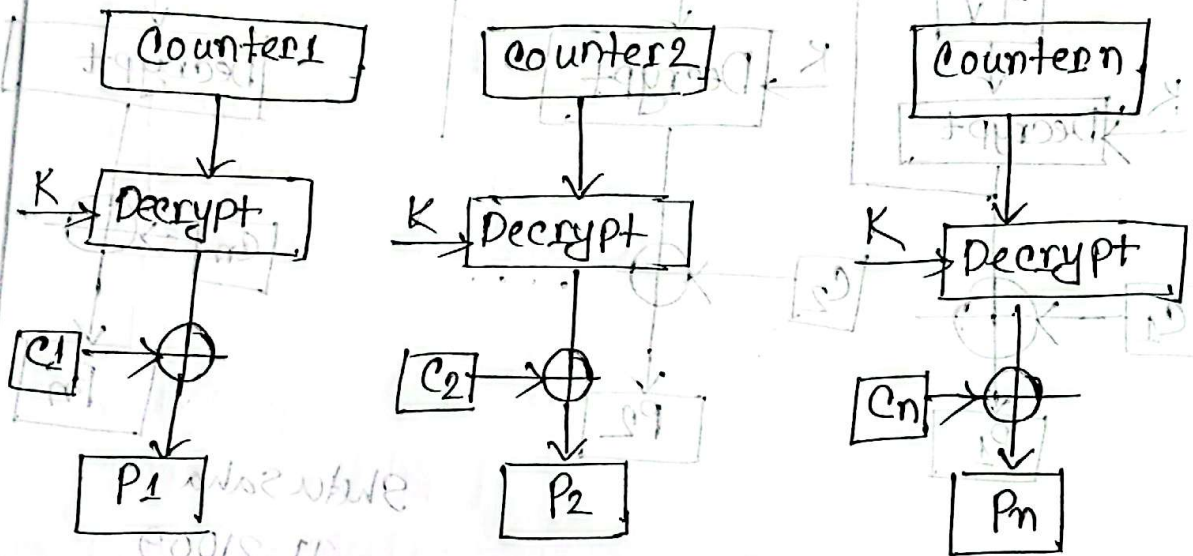 Counter1 Counter2 Countern
K Decrypt K Decrypt K Decrypt
C1 C2 Cn
P1 P2 Pn